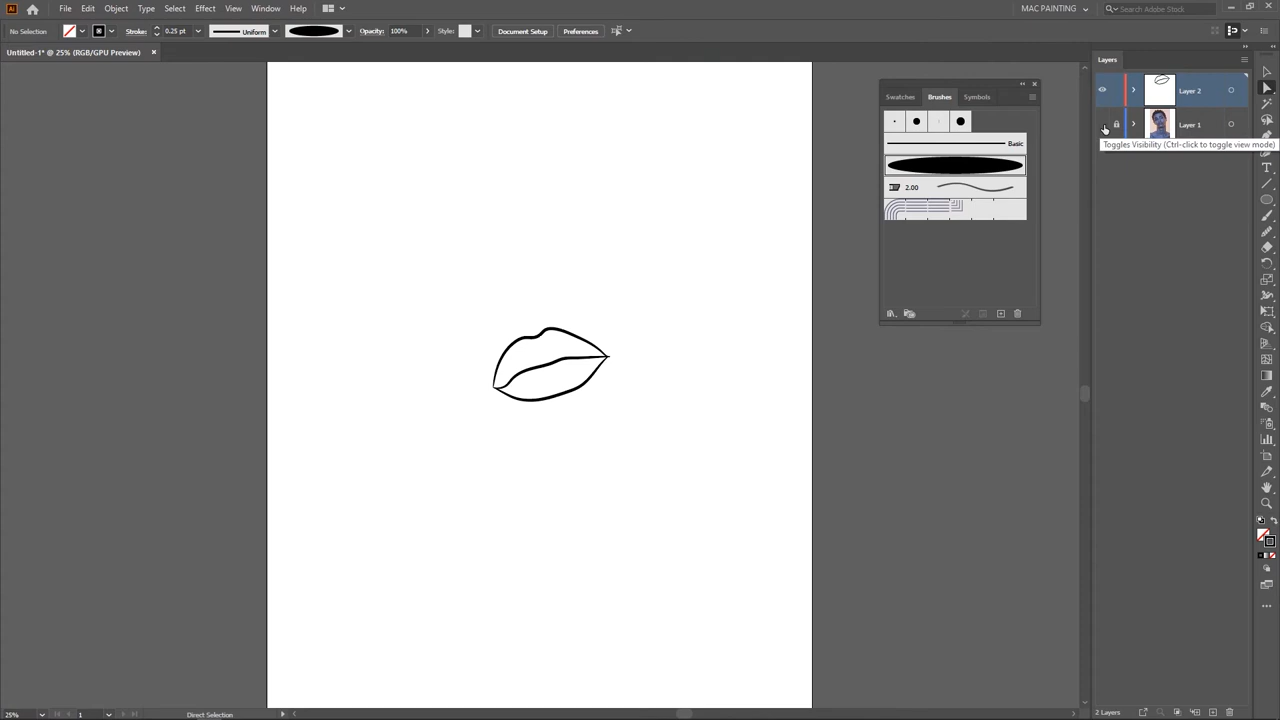 Ai File Edit Object Type Select Effect View Window Help MAC PAINTING Search Adobe Stock
No Selection Stroke: 0.25 pt Uniform Opacity: 100% Style: Document Setup Preferences
Untitled-1* @ 25% (RGB/GPU Preview) ×
Layers
Layer 2
Swatches Brushes Symbols
Layer 1
Basic
Toggles Visibility (Ctrl-click to toggle view mode)
2.00
25% 1 Direct Selection 2 Layers